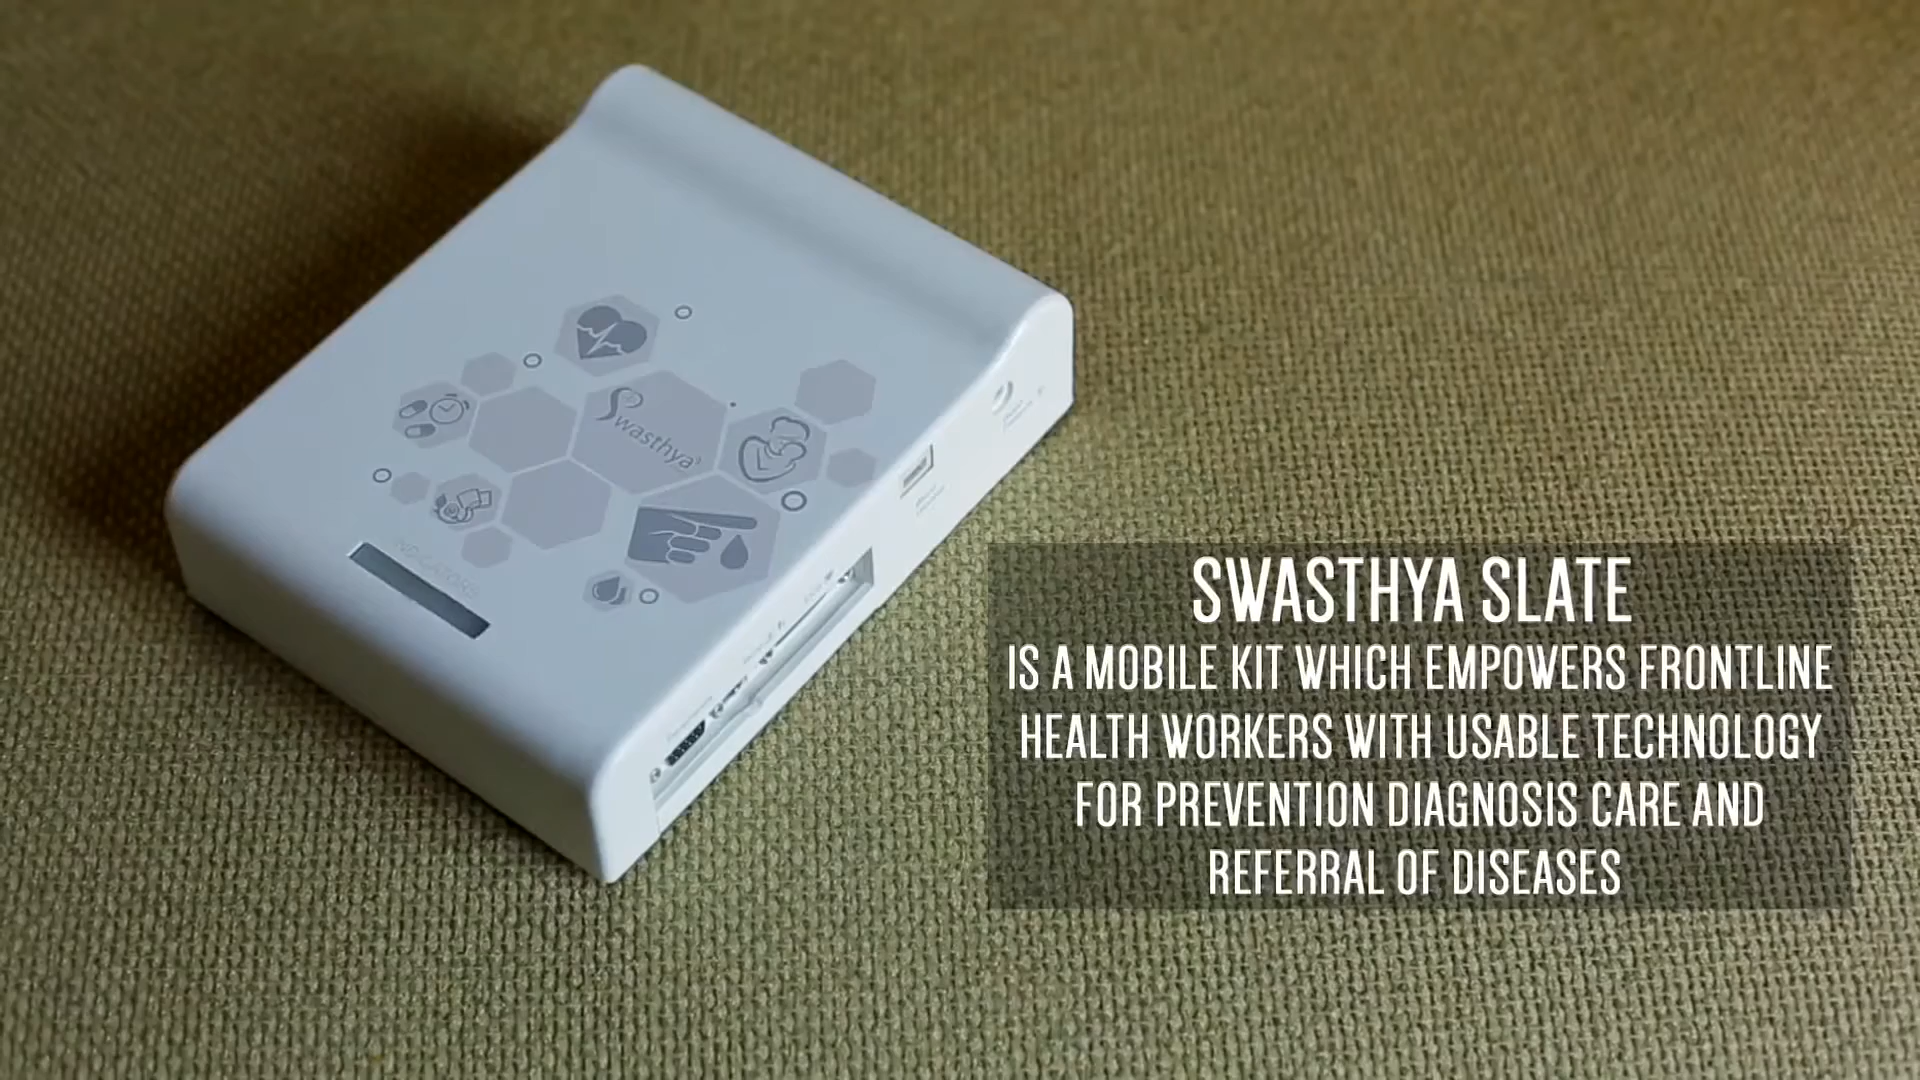 Swasthya
INDICATORS
SWASTHYA SLATE
IS A MOBILE KIT WHICH EMPOWERS FRONTLINE
HEALTH WORKERS WITH USABLE TECHNOLOGY
FOR PREVENTION DIAGNOSIS CARE AND
REFERRAL OF DISEASES